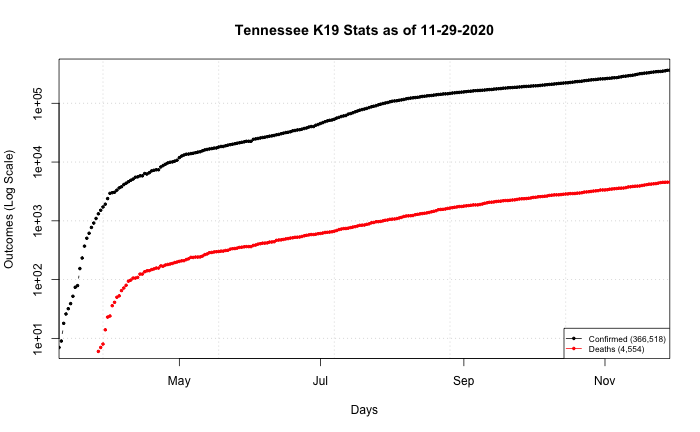 Tennessee K19 Stats as of 11-29-2020
Outcomes (Log Scale)
1e+05
1e+04
1e+03
1e+02
1e+01
Confirmed (366,518)
Deaths (4,554)
May Jul Sep Nov
Days